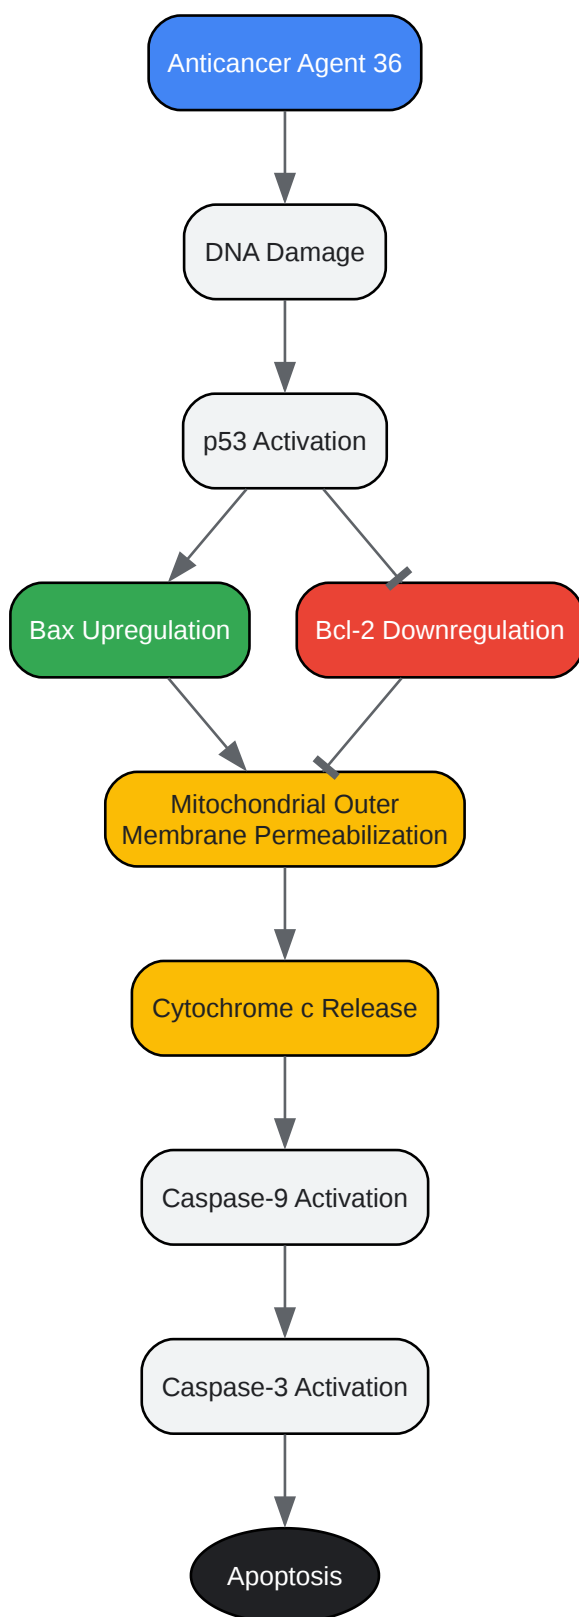 Anticancer Agent 36
DNA Damage
p53 Activation
Bax Upregulation
Bcl-2 Downregulation
Mitochondrial Outer
Membrane Permeabilization
Cytochrome c Release
Caspase-9 Activation
Caspase-3 Activation
Apoptosis